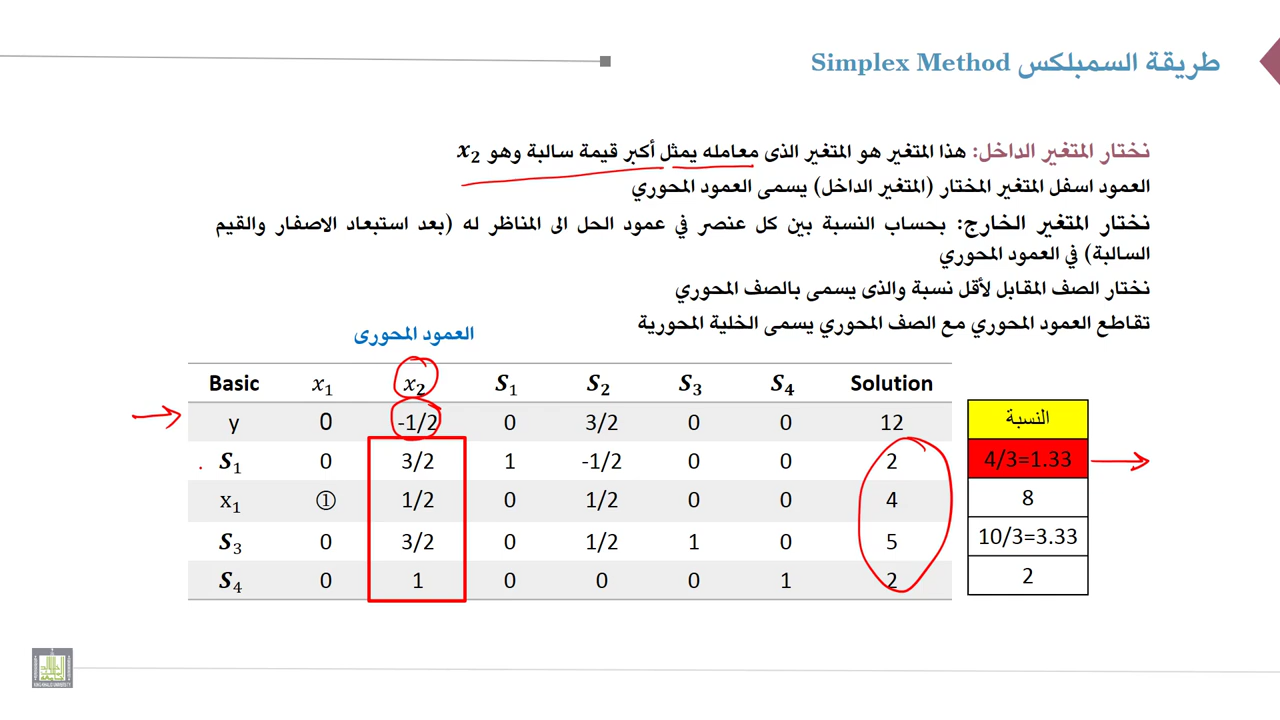 طريقة السمبلكس Simplex Method
نختار المتغير الداخل: هذا المتغير هو المتغير الذى معامله يمثل أكبر قيمة سالبة وهو x₂
العمود اسفل المتغير المختار (المتغير الداخل) يسمى العمود المحوري
نختار المتغير الخارج: بحساب النسبة بين كل عنصر في عمود الحل الى المناظر له (بعد استبعاد الاصفار والقيم
السالبة) في العمود المحوري
نختار الصف المقابل لأقل نسبة والذى يسمى بالصف المحوري
تقاطع العمود المحوري مع الصف المحوري يسمى الخلية المحورية
العمود المحورى
Basic x₁ x₂ S₁ S₂ S₃ S₄ Solution
y 0 -1/2 0 3/2 0 0 12 النسبة
S₁ 0 3/2 1 -1/2 0 0 2 4/3=1.33
x₁ ① 1/2 0 1/2 0 0 4 8
S₃ 0 3/2 0 1/2 1 0 5 10/3=3.33
S₄ 0 1 0 0 0 1 2 2